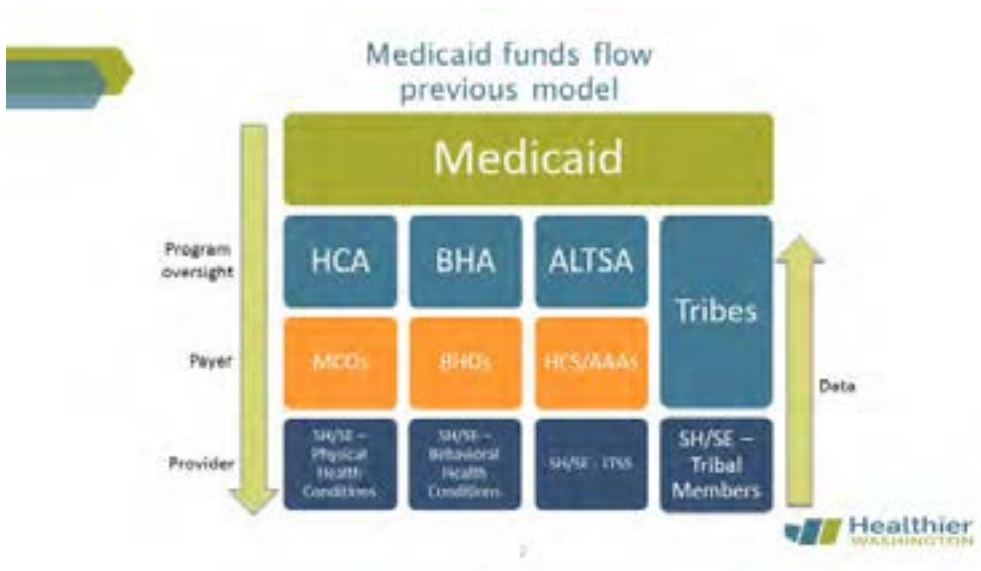 Medicaid funds flow
previous model
Medicaid
Program
oversight
HCA
BHA
ALTSA
Tribes
Payer
MCOs
BHOs
HCS/AAAs
Data
Provider
SH/SE –
Physical
Health
Conditions
SH/SE –
Behavioral
Health
Conditions
SH/SE - LTSS
SH/SE –
Tribal
Members
Healthier
WASHINGTON